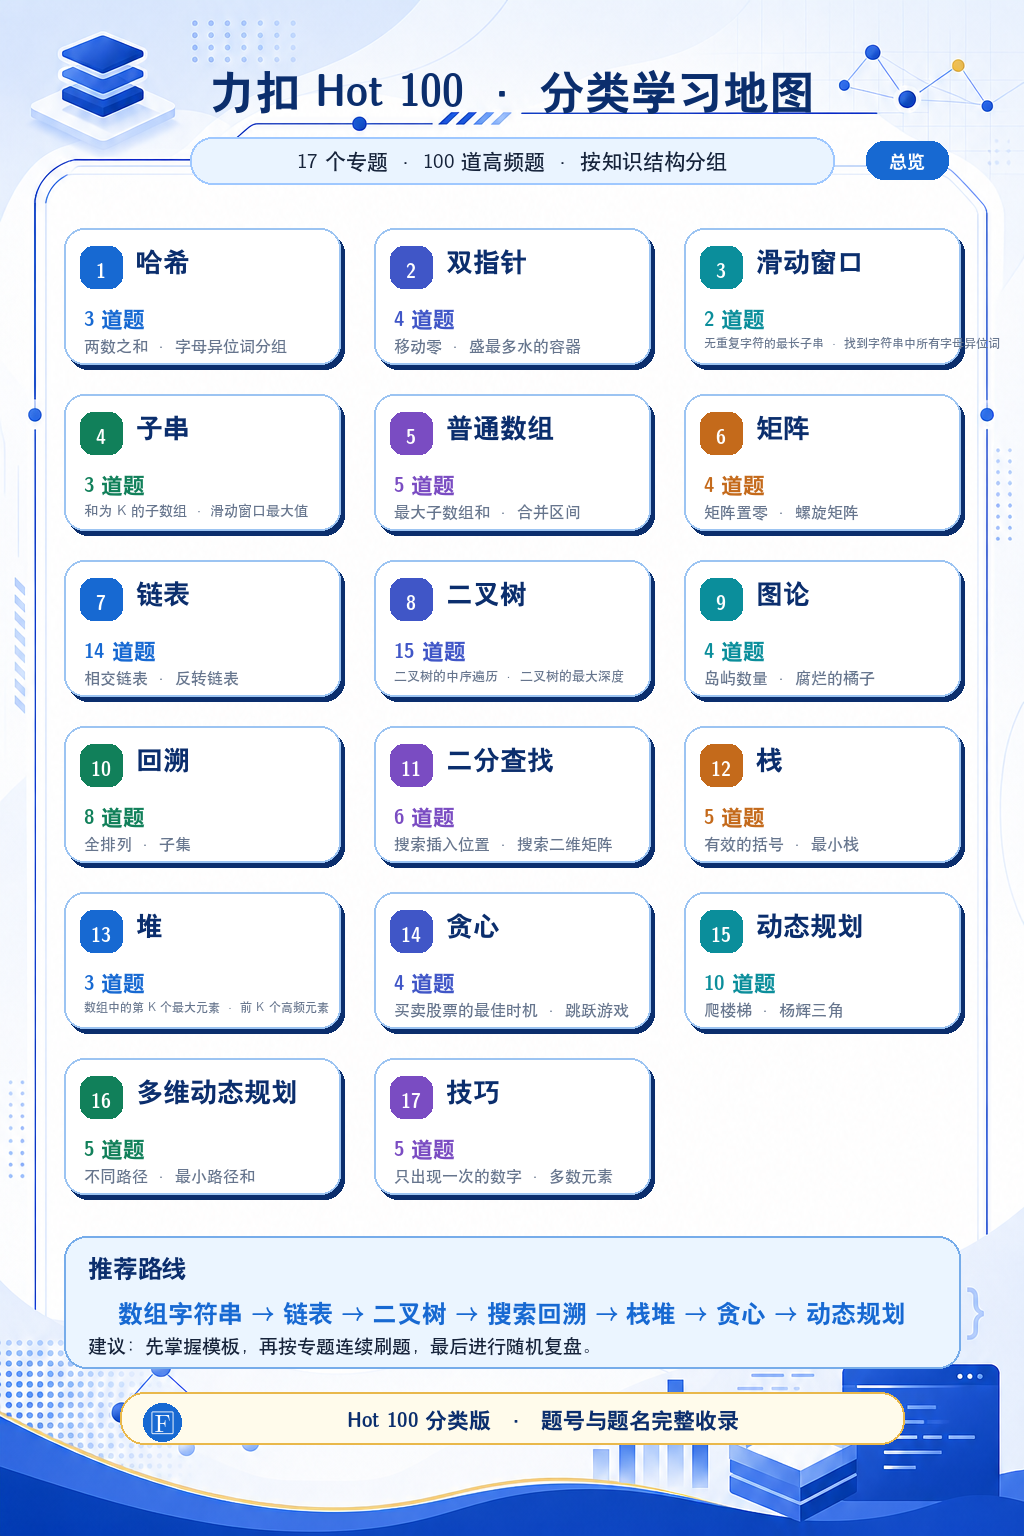 力扣 Hot 100 · 分类学习地图
17 个专题 · 100 道高频题 · 按知识结构分组
总览
1 哈希
3 道题
两数之和 · 字母异位词分组
2 双指针
4 道题
移动零 · 盛最多水的容器
3 滑动窗口
2 道题
无重复字符的最长子串 · 找到字符串中所有字母异位词
4 子串
3 道题
和为 K 的子数组 · 滑动窗口最大值
5 普通数组
5 道题
最大子数组和 · 合并区间
6 矩阵
4 道题
矩阵置零 · 螺旋矩阵
7 链表
14 道题
相交链表 · 反转链表
8 二叉树
15 道题
二叉树的中序遍历 · 二叉树的最大深度
9 图论
4 道题
岛屿数量 · 腐烂的橘子
10 回溯
8 道题
全排列 · 子集
11 二分查找
6 道题
搜索插入位置 · 搜索二维矩阵
12 栈
5 道题
有效的括号 · 最小栈
13 堆
3 道题
数组中的第 K 个最大元素 · 前 K 个高频元素
14 贪心
4 道题
买卖股票的最佳时机 · 跳跃游戏
15 动态规划
10 道题
爬楼梯 · 杨辉三角
16 多维动态规划
5 道题
不同路径 · 最小路径和
17 技巧
5 道题
只出现一次的数字 · 多数元素
推荐路线
数组字符串 → 链表 → 二叉树 → 搜索回溯 → 栈堆 → 贪心 → 动态规划
建议：先掌握模板，再按专题连续刷题，最后进行随机复盘。
F
Hot 100 分类版 · 题号与题名完整收录